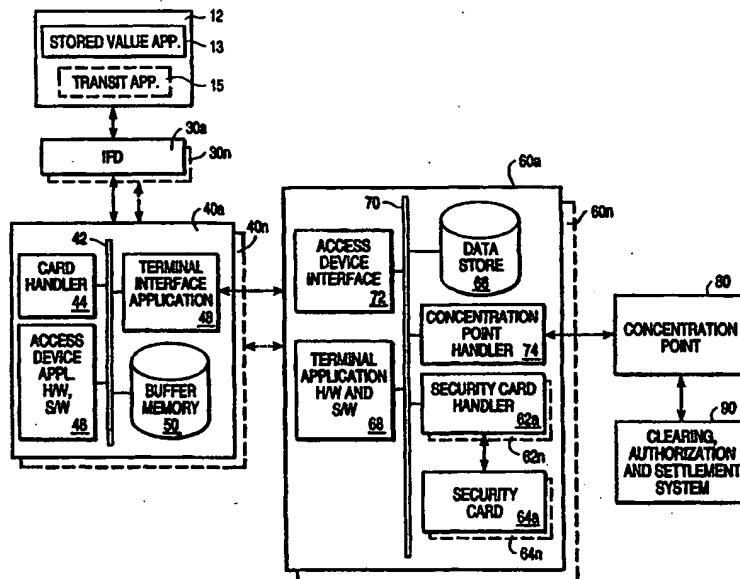 12
STORED VALUE APP.
13
TRANSIT APP.
15
30a
IFD
30n
40a
40n
42
CARD HANDLER
44
TERMINAL INTERFACE APPLICATION
48
ACCESS DEVICE APPL. H/W, S/W
46
BUFFER MEMORY
50
60a
60n
70
ACCESS DEVICE INTERFACE
72
DATA STORE
66
CONCENTRATION POINT HANDLER
74
TERMINAL APPLICATION H/W AND S/W
68
SECURITY CARD HANDLER
62a
62n
SECURITY CARD
64a
64n
80
CONCENTRATION POINT
90
CLEARING, AUTHORIZATION AND SETTLEMENT SYSTEM